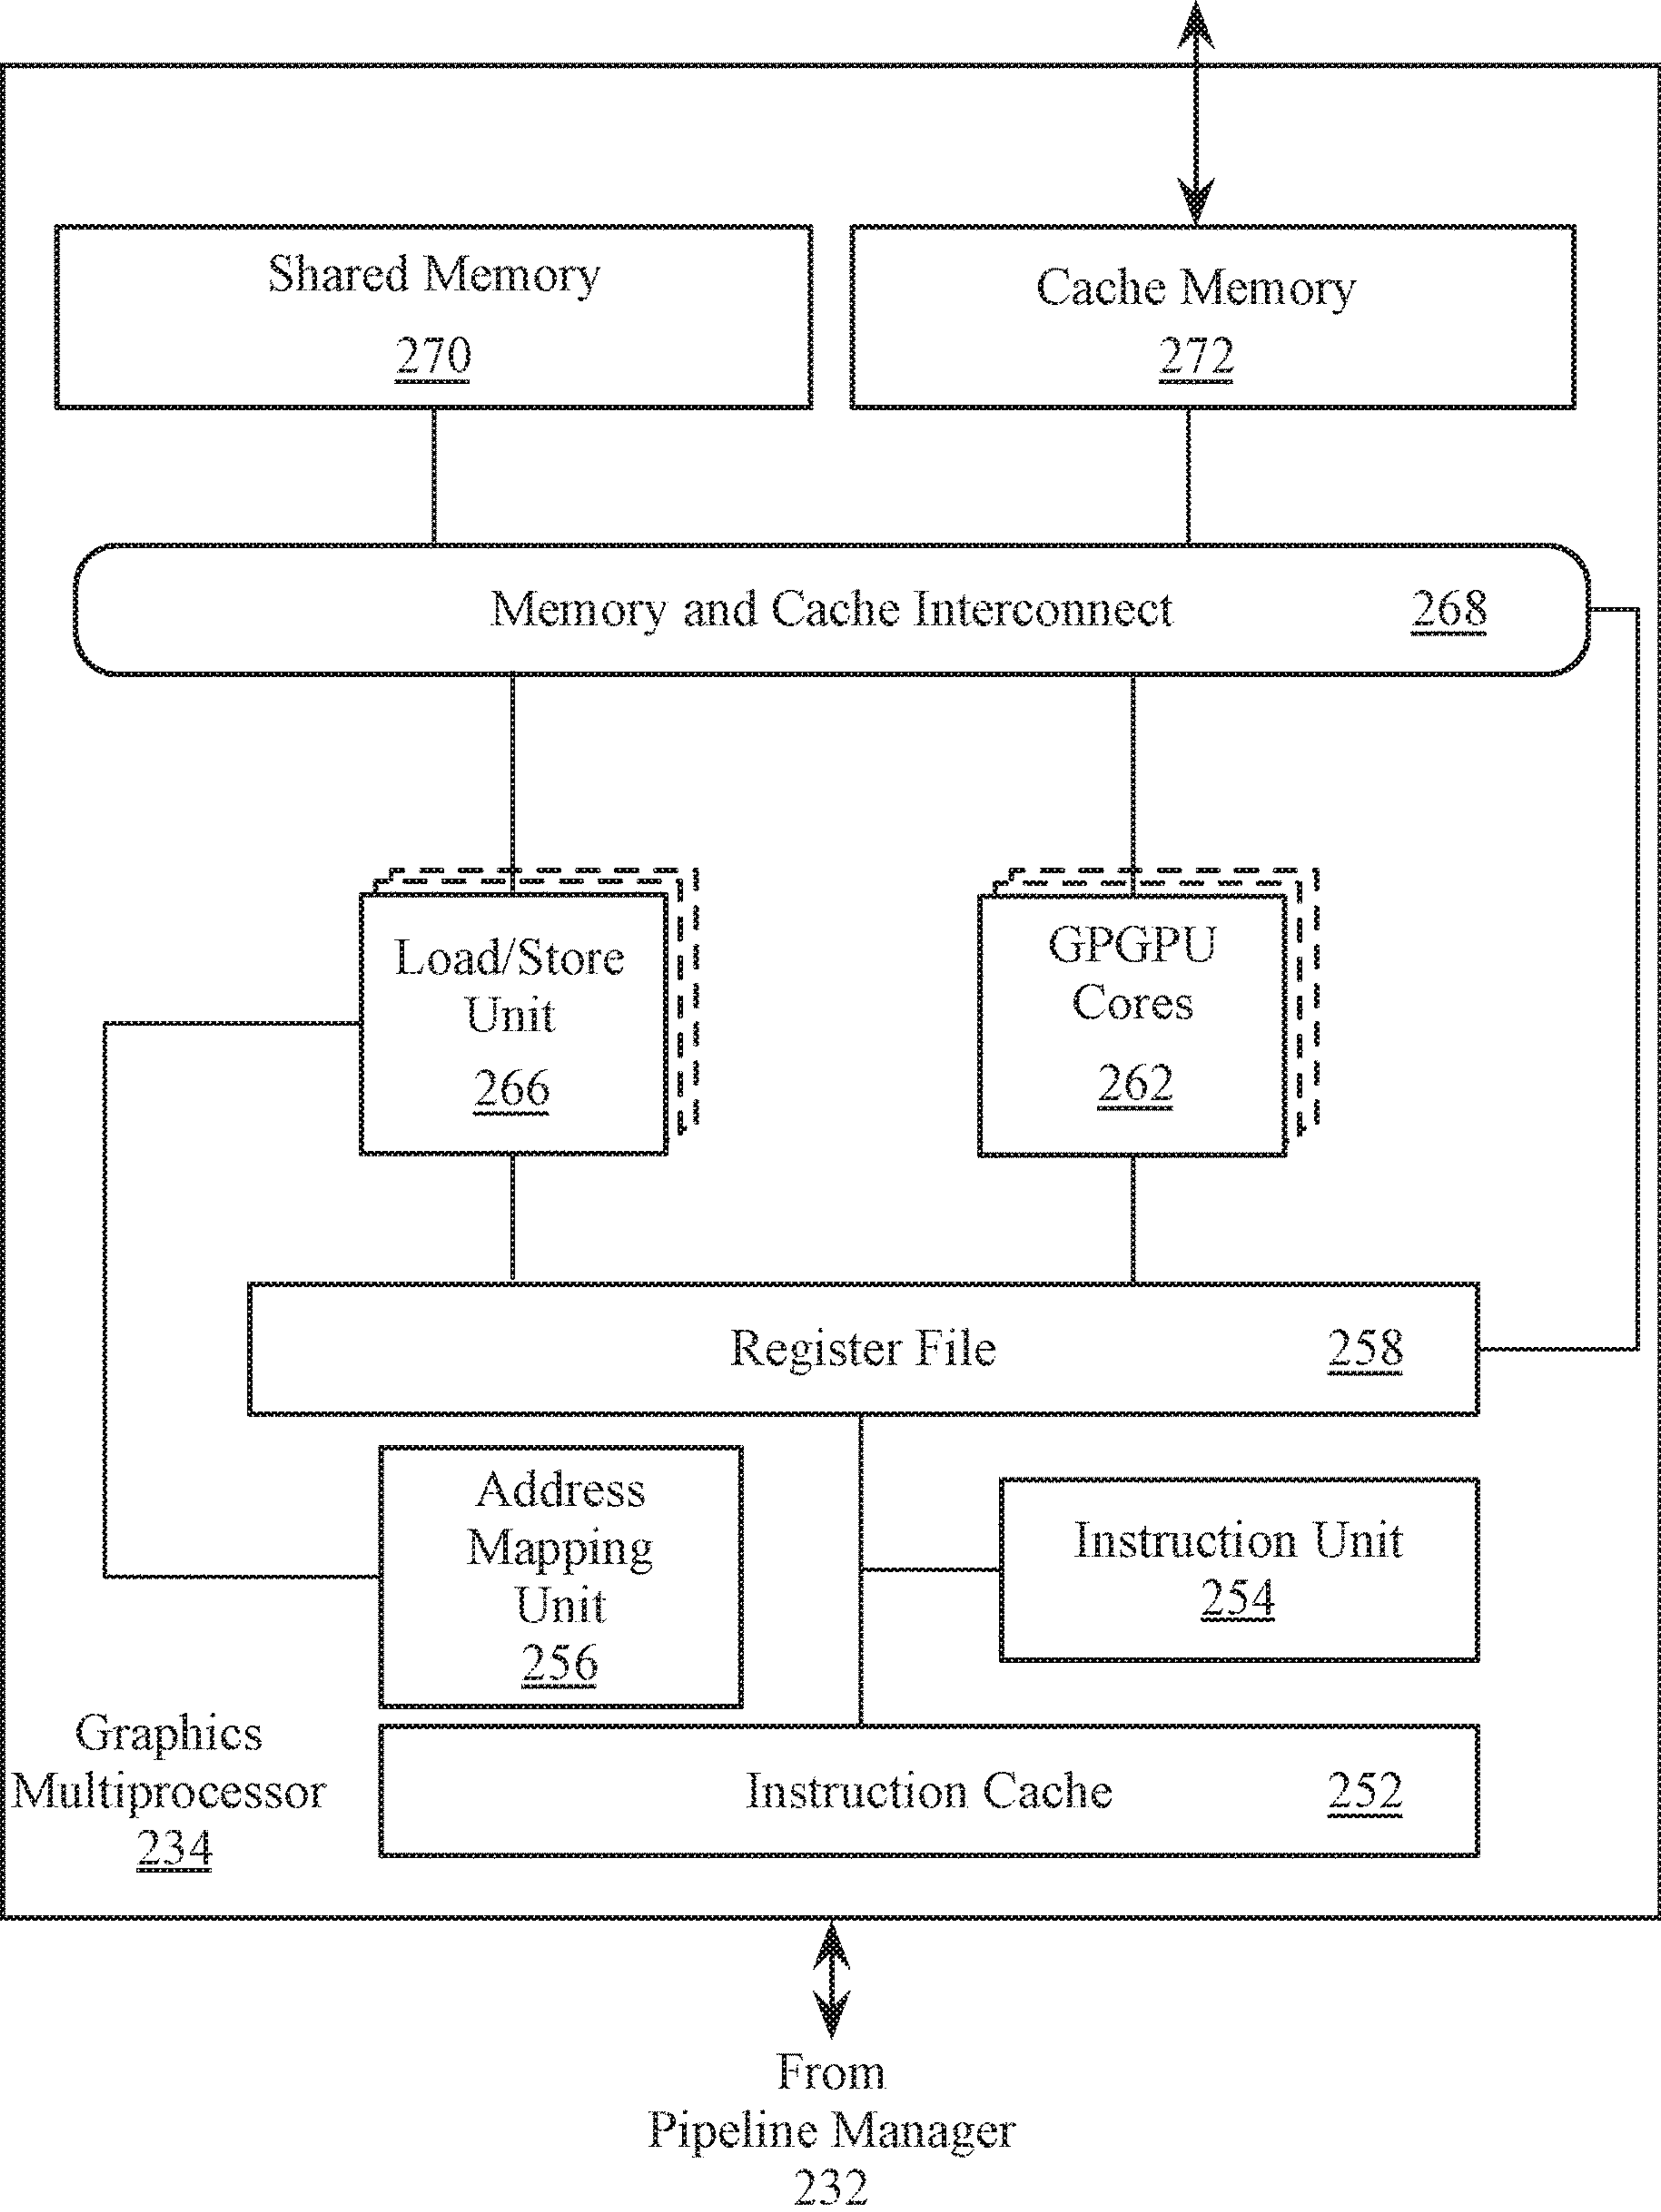 Shared Memory
270
Cache Memory
272
Memory and Cache Interconnect 268
Load/Store
Unit
266
GPGPU
Cores
262
Register File 258
Address
Mapping
Unit
256
Instruction Unit
254
Graphics
Multiprocessor
234
Instruction Cache 252
From
Pipeline Manager
232